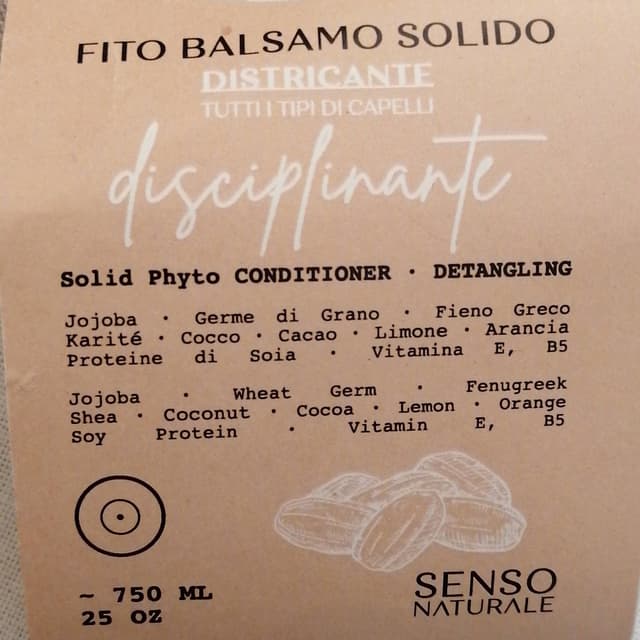 FITO BALSAMO SOLIDO
DISTRICANTE
TUTTI I TIPI DI CAPELLI
disciplinante
Solid Phyto CONDITIONER · DETANGLING
Jojoba · Germe di Grano · Fieno Greco
Karité · Cocco · Cacao · Limone · Arancia
Proteine di Soia · Vitamina E, B5
Jojoba · Wheat Germ · Fenugreek
Shea · Coconut · Cocoa · Lemon · Orange
Soy Protein · Vitamin E, B5
~ 750 ML
25 OZ
SENSO
NATURALE